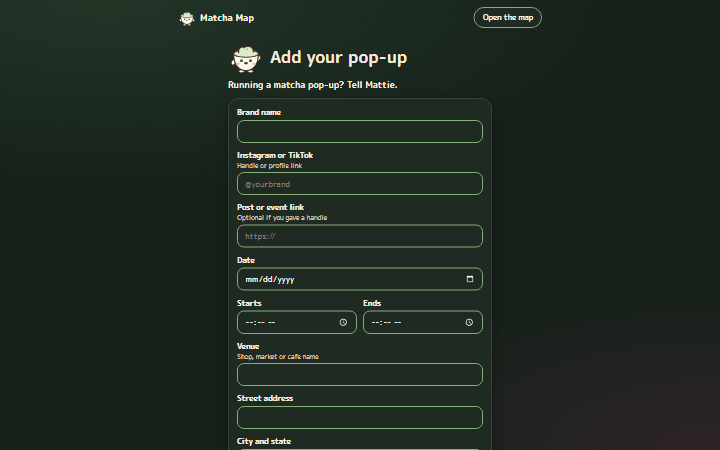 Matcha Map
Open the map
Add your pop-up
Running a matcha pop-up? Tell Mattie.
Brand name
Instagram or TikTok
Handle or profile link
@yourbrand
Post or event link
Optional if you gave a handle
https://
Date
mm/dd/yyyy
Starts Ends
--:-- -- --:-- --
Venue
Shop, market or cafe name
Street address
City and state